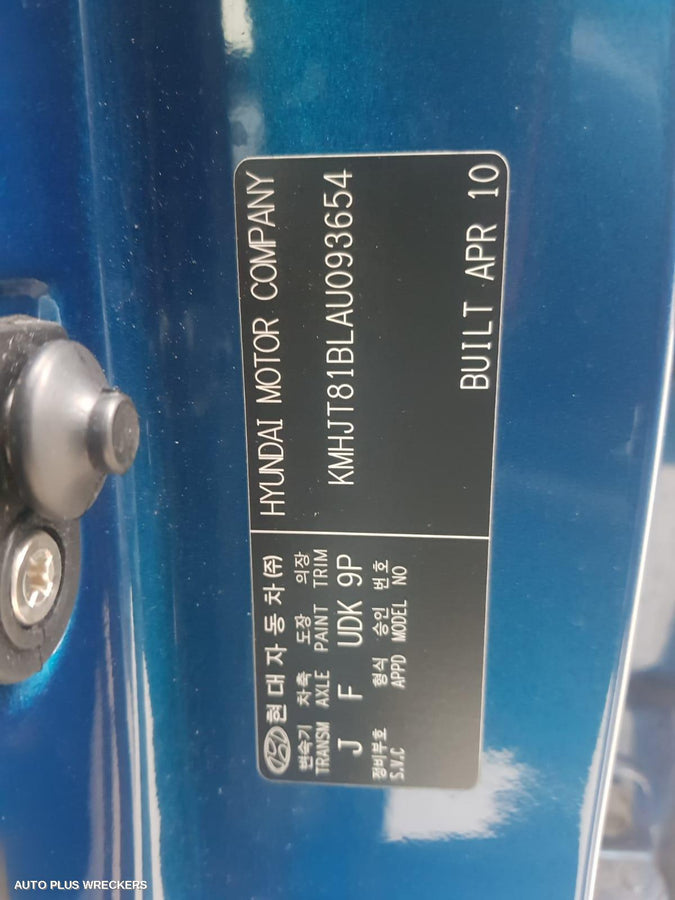 현대자동차(주) HYUNDAI MOTOR COMPANY
변속기 차축 도장 의장
TRANSM AXLE PAINT TRIM
J F UDK 9P
KMHJT81BLAU093654
정비부호 형식 승인 번호
S.V.C APPD MODEL NO
BUILT APR 10
AUTO PLUS WRECKERS